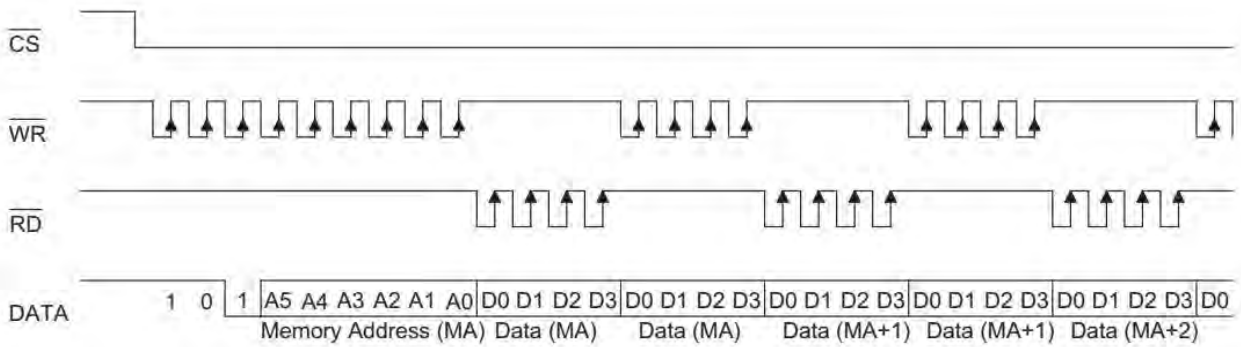 CS
WR
RD
DATA
1 0 1 A5 A4 A3 A2 A1 A0 D0 D1 D2 D3 D0 D1 D2 D3 D0 D1 D2 D3 D0 D1 D2 D3 D0 D1 D2 D3 D0
Memory Address (MA) Data (MA) Data (MA) Data (MA+1) Data (MA+1) Data (MA+2)